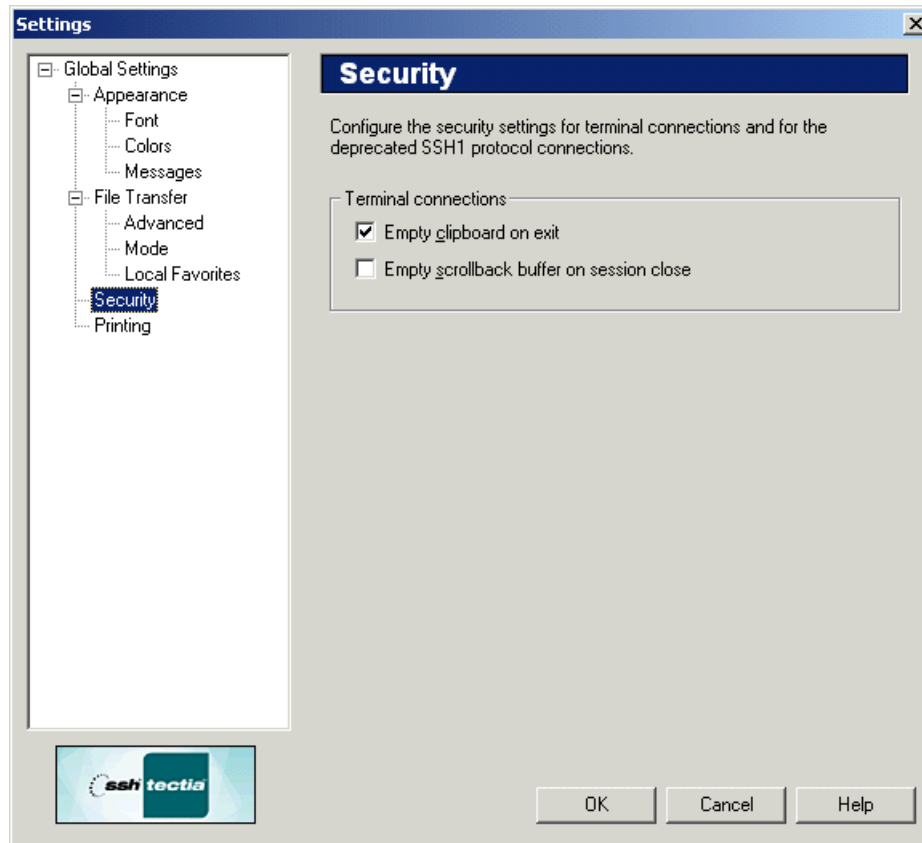 Settings
Global Settings
Appearance
Font
Colors
Messages
File Transfer
Advanced
Mode
Local Favorites
Security
Printing
Security
Configure the security settings for terminal connections and for the
deprecated SSH1 protocol connections.
Terminal connections
Empty clipboard on exit
Empty scrollback buffer on session close
ssh tectia
OK
Cancel
Help